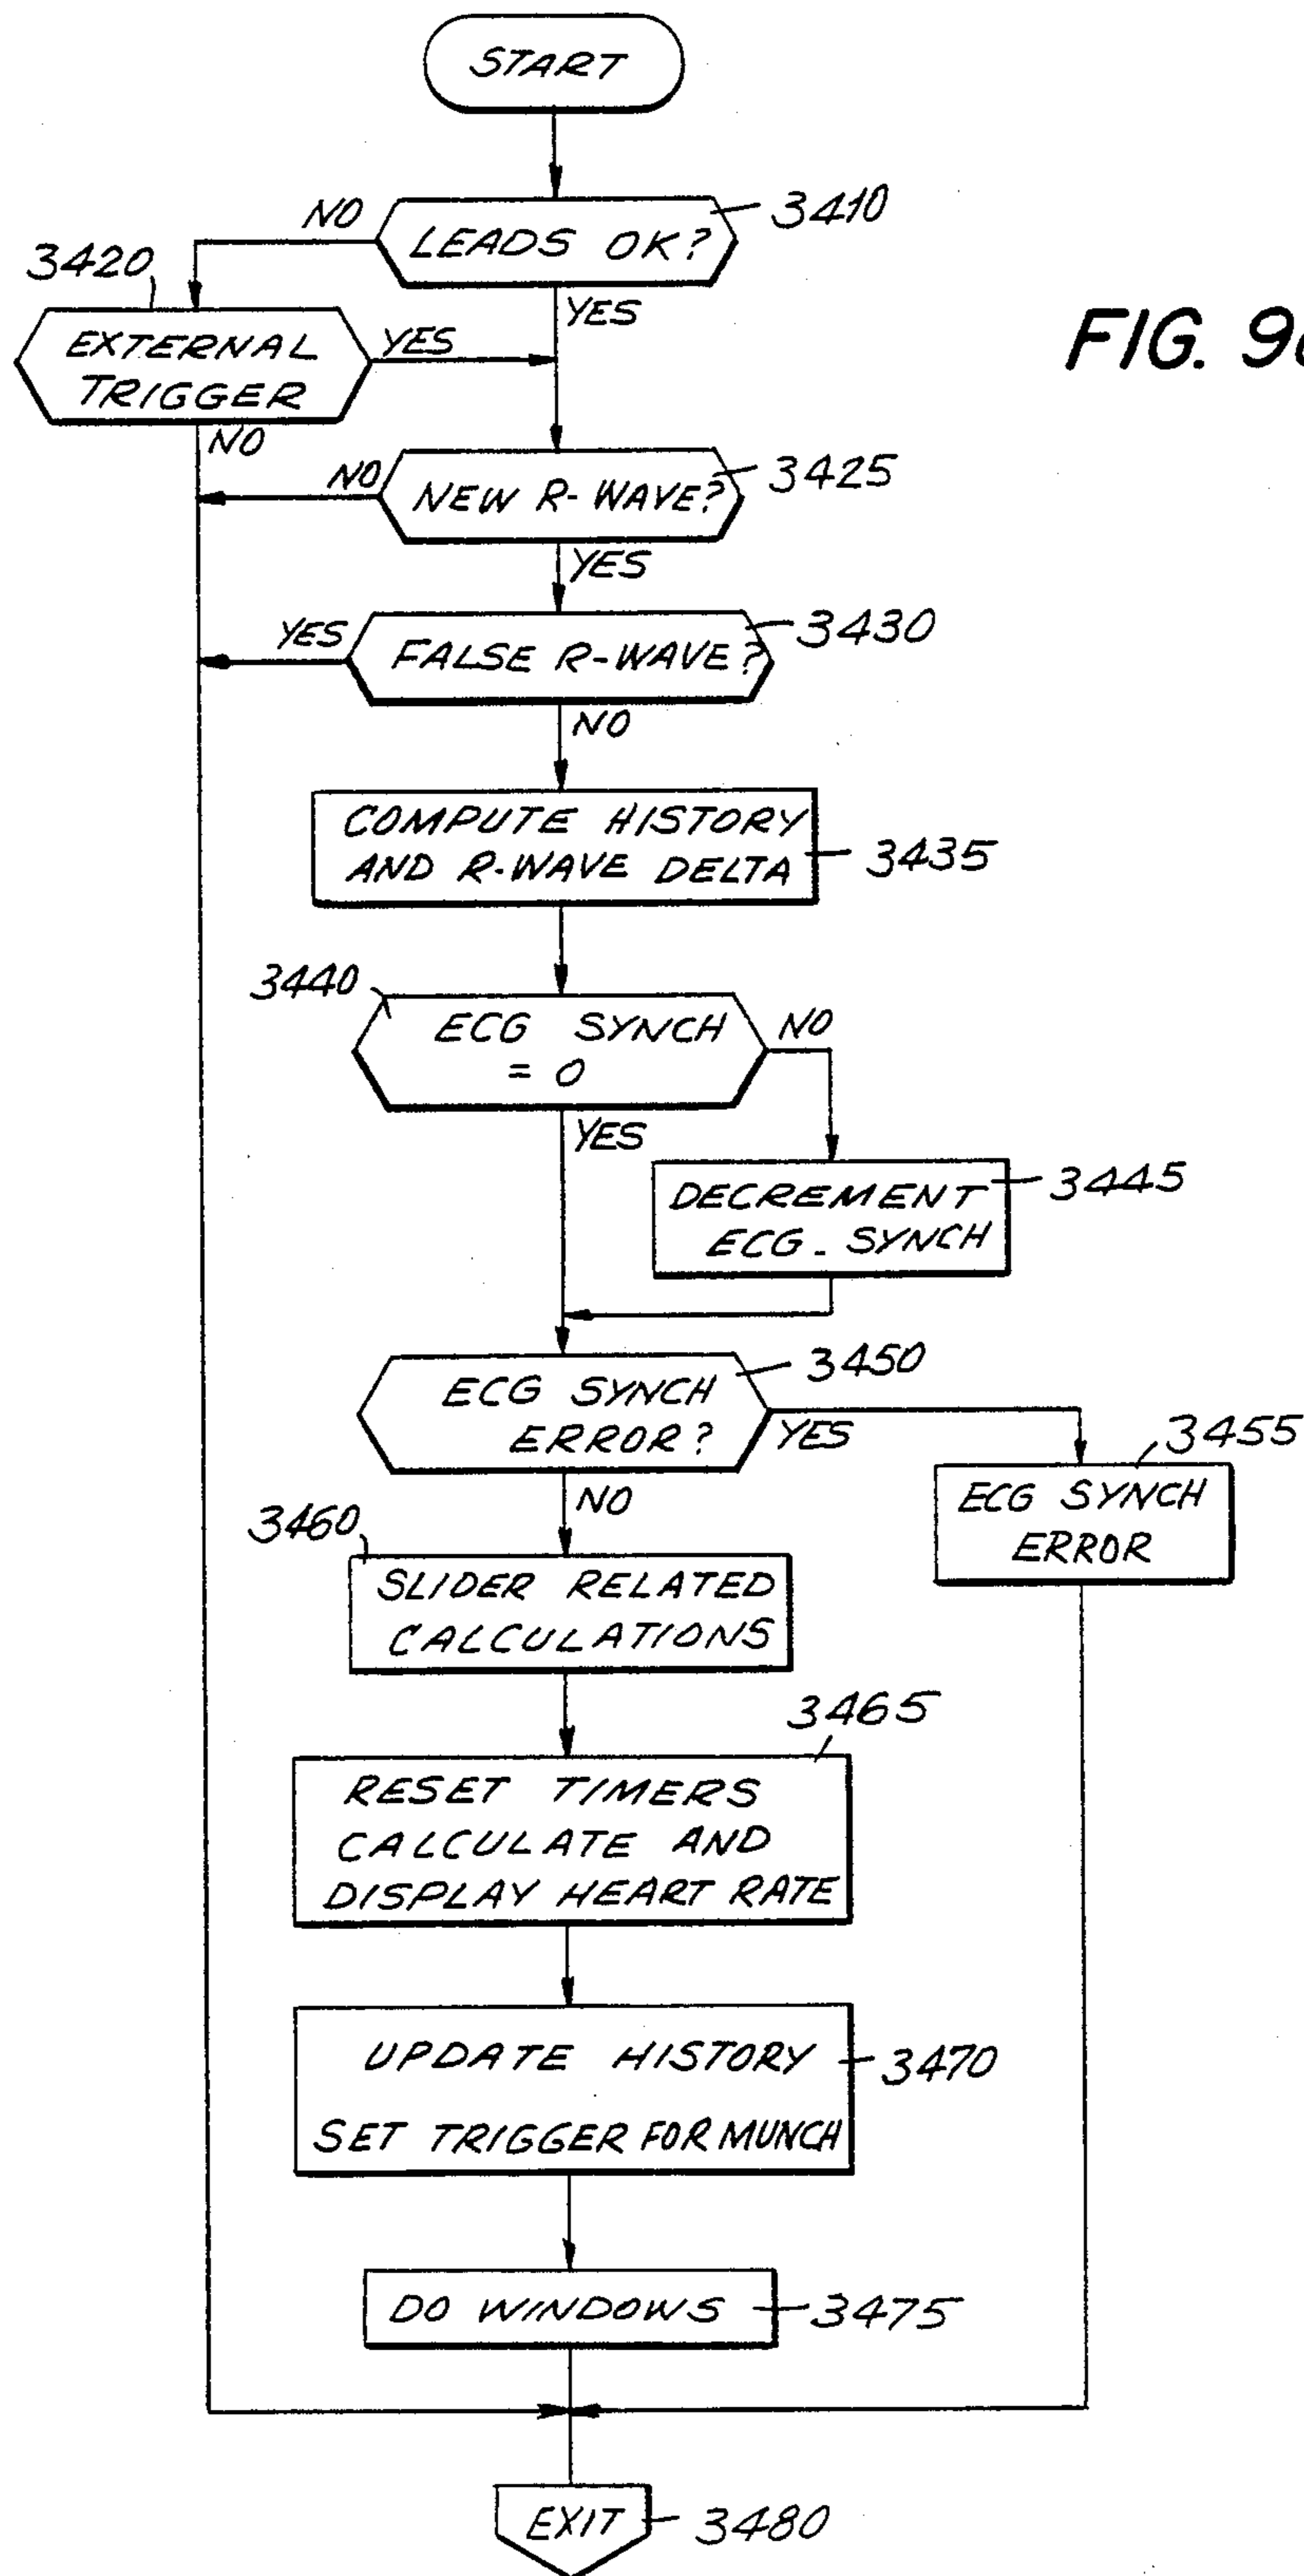 START
NO
LEADS OK?
3410
3420
YES
EXTERNAL
TRIGGER
YES
FIG. 9
NO
NO
NEW R-WAVE?
3425
YES
YES
FALSE R-WAVE?
3430
NO
COMPUTE HISTORY
AND R-WAVE DELTA
3435
3440
ECG SYNCH
= 0
NO
YES
DECREMENT
ECG_SYNCH
3445
ECG SYNCH
ERROR?
3450
YES
3455
ECG SYNCH
ERROR
NO
3460
SLIDER RELATED
CALCULATIONS
3465
RESET TIMERS
CALCULATE AND
DISPLAY HEART RATE
UPDATE HISTORY
3470
SET TRIGGER FOR MUNCH
DO WINDOWS
3475
EXIT
3480